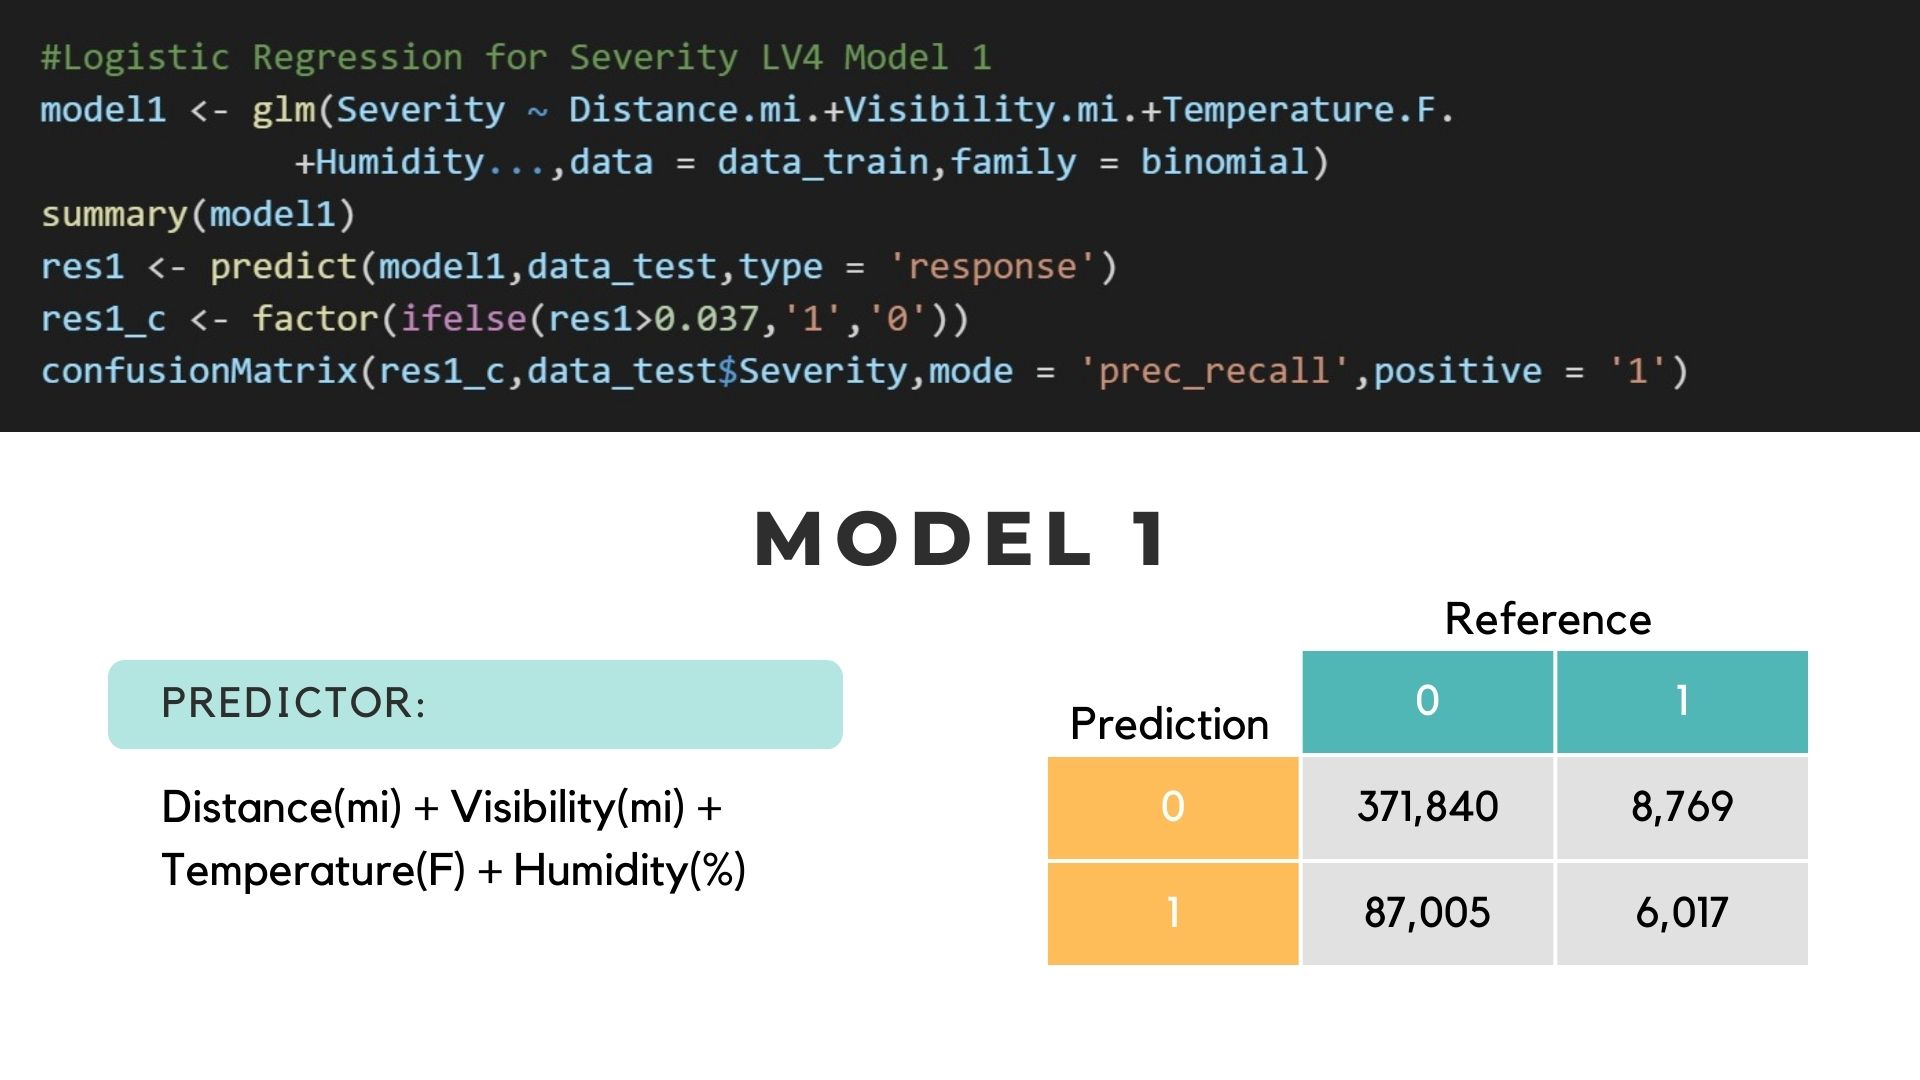 #Logistic Regression for Severity LV4 Model 1
model1 <- glm(Severity ~ Distance.mi.+Visibility.mi.+Temperature.F.
+Humidity...,data = data_train,family = binomial)
summary(model1)
res1 <- predict(model1,data_test,type = 'response')
res1_c <- factor(ifelse(res1>0.037,'1','0'))
confusionMatrix(res1_c,data_test$Severity,mode = 'prec_recall',positive = '1')
MODEL 1
PREDICTOR:
Distance(mi) + Visibility(mi) +
Temperature(F) + Humidity(%)
Reference
Prediction 0 1
0 371,840 8,769
1 87,005 6,017